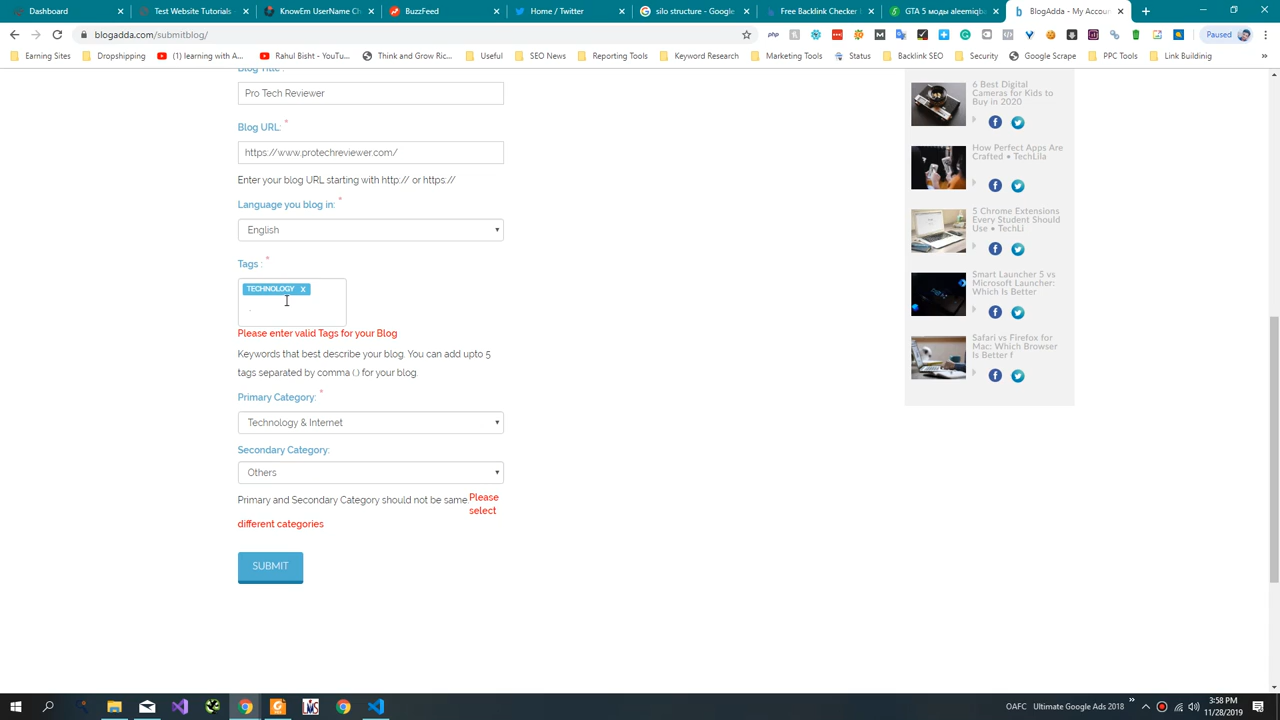 Dashboard
Test Website Tutorials
KnowEm UserName Ch
BuzzFeed
Home / Twitter
silo structure - Google
Free Backlink Checker
GTA 5 моды aleemiqba
BlogAdda - My Accou
blogadda.com/submitblog/
Paused
Earning Sites
Dropshipping
(1) learning with A...
Rahul Bisht - YouTu...
Think and Grow Ric...
Useful
SEO News
Reporting Tools
Keyword Research
Marketing Tools
Status
Backlink SEO
Security
Google Scrape
PPC Tools
Link Buildinig
»
Blog Title :
Pro Tech Reviewer
Blog URL: *
https://www.protechreviewer.com/
Enter your blog URL starting with http:// or https://
Language you blog in: *
English
Tags : *
TECHNOLOGY x
Please enter valid Tags for your Blog
Keywords that best describe your blog. You can add upto 5
tags separated by comma (,) for your blog.
Primary Category: *
Technology & Internet
Secondary Category:
Others
Primary and Secondary Category should not be same Please
select
different categories
SUBMIT
6 Best Digital
Cameras for Kids to
Buy in 2020
How Perfect Apps Are
Crafted • TechLila
5 Chrome Extensions
Every Student Should
Use • TechLi
Smart Launcher 5 vs
Microsoft Launcher:
Which Is Better
Safari vs Firefox for
Mac: Which Browser
Is Better f
OAFC
Ultimate Google Ads 2018
»
3:58 PM
11/28/2019